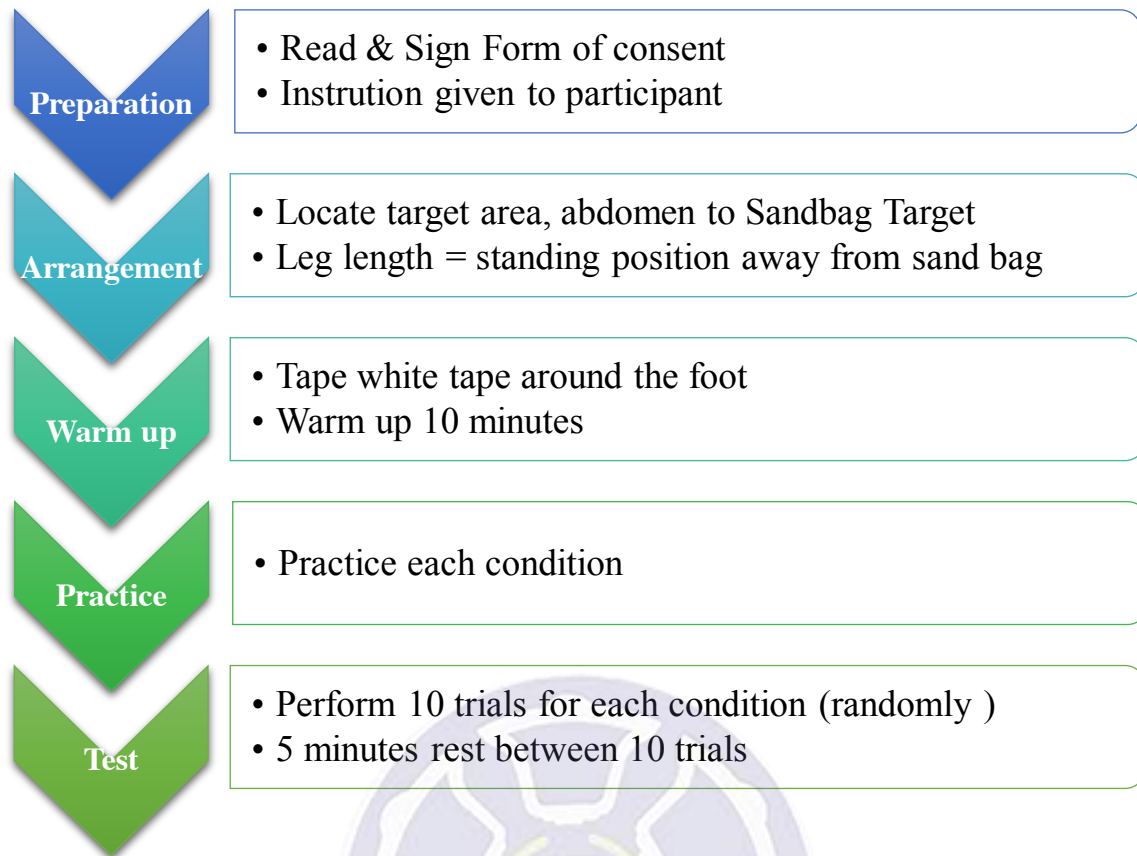 Preparation
• Read & Sign Form of consent
• Instrution given to participant
Arrangement
• Locate target area, abdomen to Sandbag Target
• Leg length = standing position away from sand bag
Warm up
• Tape white tape around the foot
• Warm up 10 minutes
Practice
• Practice each condition
Test
• Perform 10 trials for each condition (randomly )
• 5 minutes rest between 10 trials